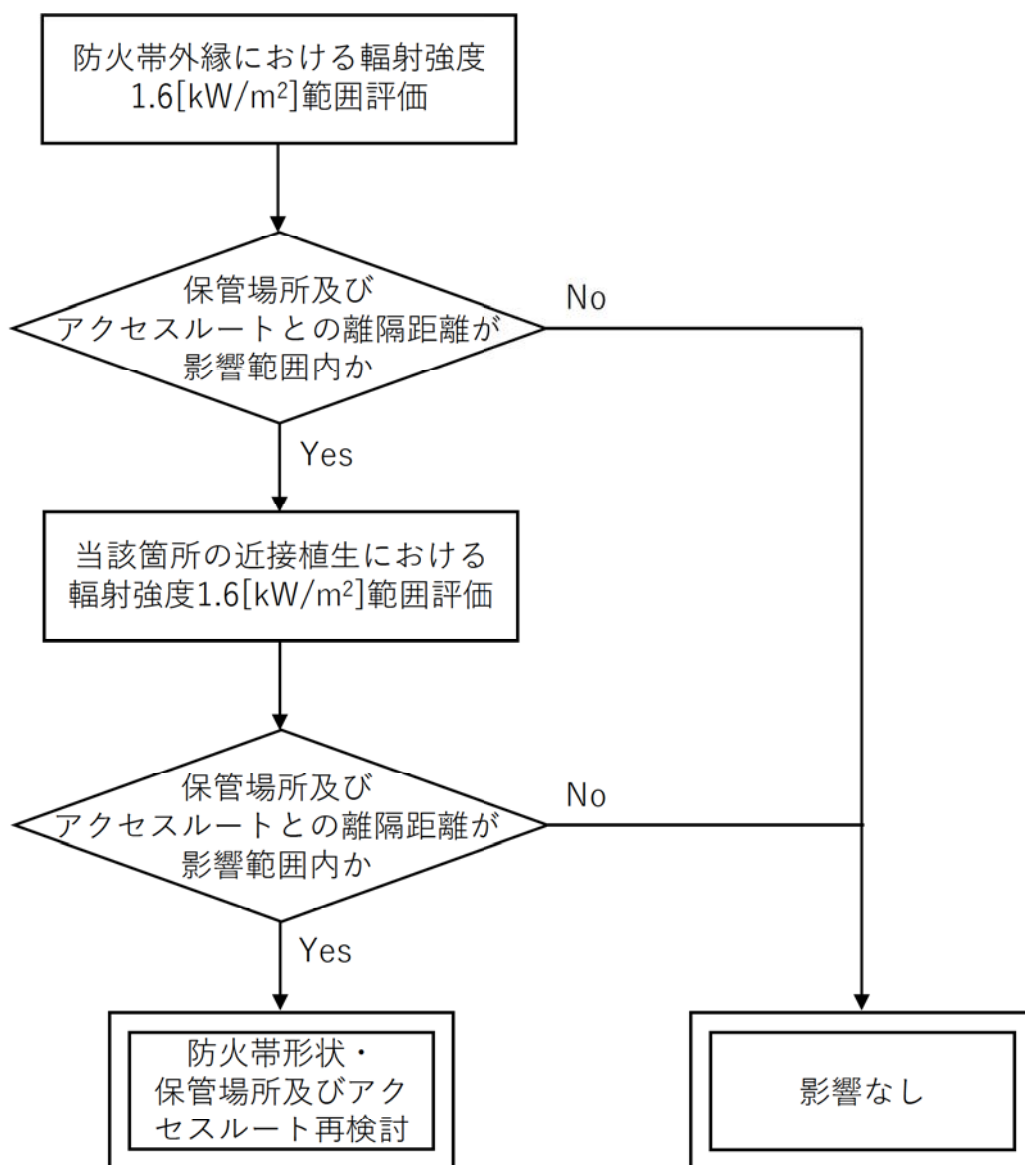 防火帯外縁における輻射強度
1.6[kW/m²]範囲評価
保管場所及び
アクセスルートとの離隔距離が
影響範囲内か
No
Yes
当該箇所の近接植生における
輻射強度1.6[kW/m²]範囲評価
保管場所及び
アクセスルートとの離隔距離が
影響範囲内か
No
Yes
防火帯形状・
保管場所及びアク
セスルート再検討
影響なし